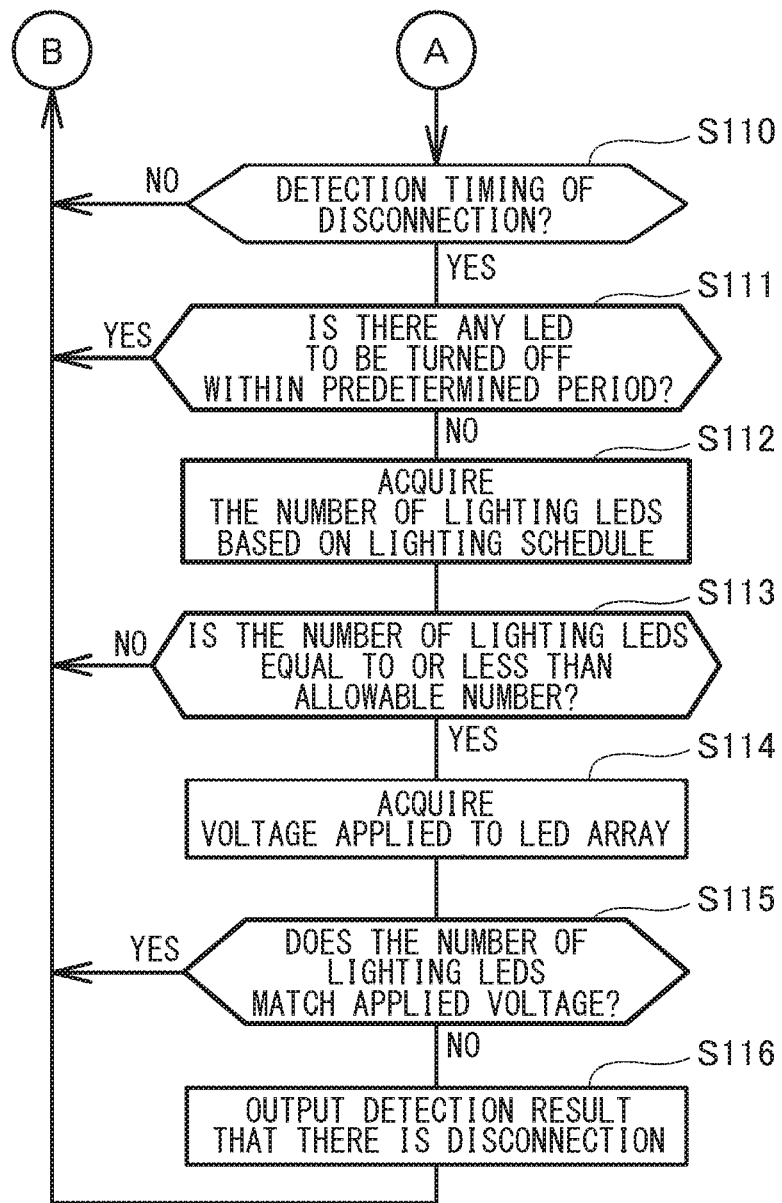 B
A
S110
NO
DETECTION TIMING OF
DISCONNECTION?
YES
S111
YES
IS THERE ANY LED
TO BE TURNED OFF
WITHIN PREDETERMINED PERIOD?
NO
S112
ACQUIRE
THE NUMBER OF LIGHTING LEDS
BASED ON LIGHTING SCHEDULE
S113
NO
IS THE NUMBER OF LIGHTING LEDS
EQUAL TO OR LESS THAN
ALLOWABLE NUMBER?
YES
S114
ACQUIRE
VOLTAGE APPLIED TO LED ARRAY
S115
YES
DOES THE NUMBER OF
LIGHTING LEDS
MATCH APPLIED VOLTAGE?
NO
S116
OUTPUT DETECTION RESULT
THAT THERE IS DISCONNECTION